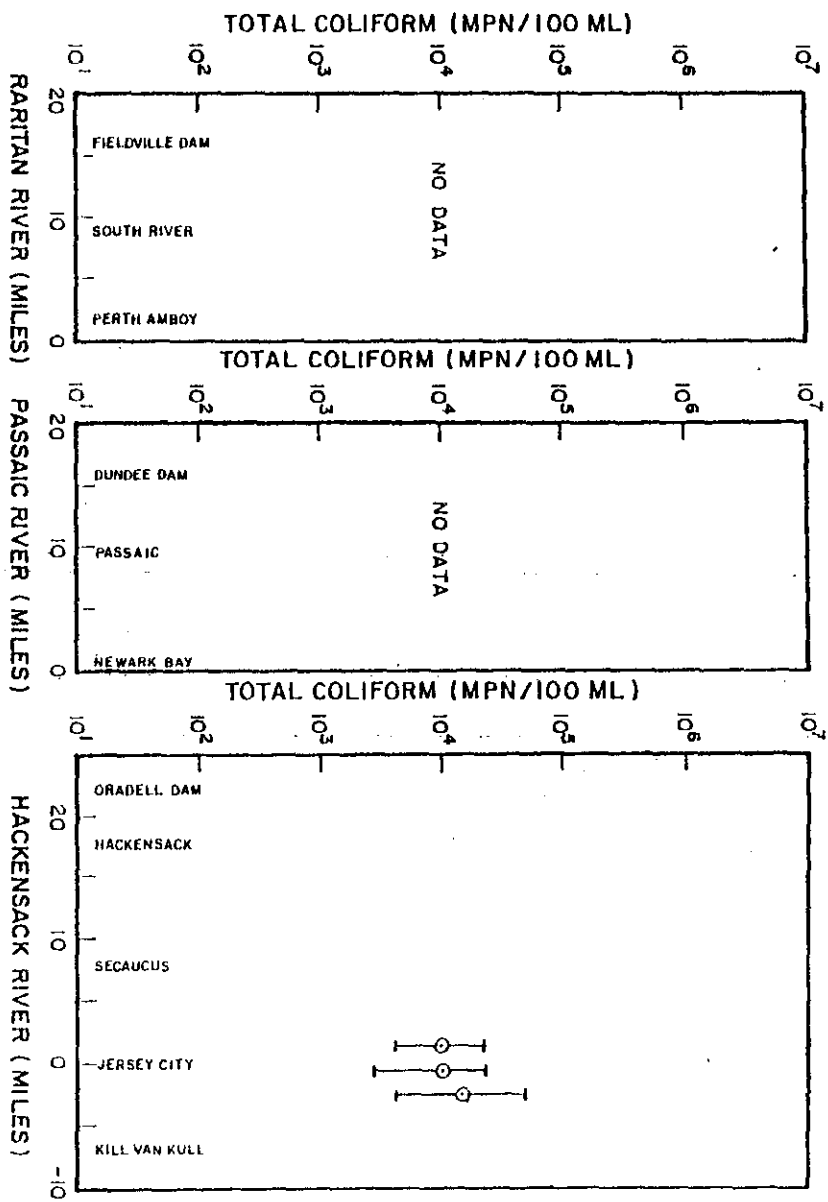 TOTAL COLIFORM (MPN/100 ML)
10¹
10²
10³
10⁴
10⁵
10⁶
10⁷
FIELDVILLE DAM
SOUTH RIVER
PERTH AMBOY
NO DATA
20
10
0
RARITAN RIVER (MILES)
TOTAL COLIFORM (MPN/100 ML)
10¹
10²
10³
10⁴
10⁵
10⁶
10⁷
DUNDEE DAM
PASSAIC
NEWARK BAY
NO DATA
20
10
0
PASSAIC RIVER (MILES)
TOTAL COLIFORM (MPN/100 ML)
10¹
10²
10³
10⁴
10⁵
10⁶
10⁷
ORADELL DAM
HACKENSACK
SECAUCUS
JERSEY CITY
KILL VAN KULL
20
10
0
-10
HACKENSACK RIVER (MILES)